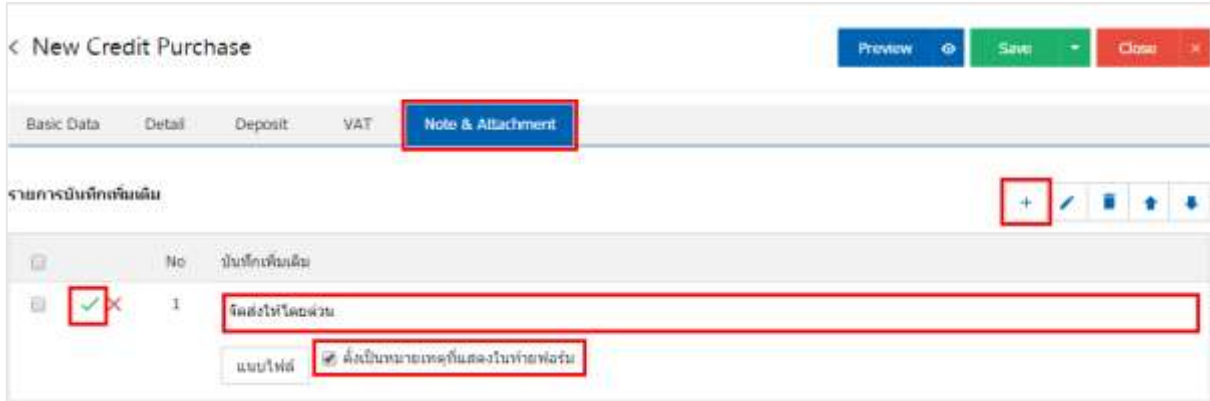 < New Credit Purchase
Preview Save Close ×
Basic Data Detail Deposit VAT Note & Attachment
รายการบันทึกเพิ่มเติม
+
No บันทึกเพิ่มเติม
1 จัดส่งให้โดยด่วน
แนบไฟล์ ตั้งเป็นหมายเหตุที่แสดงในท้ายฟอร์ม